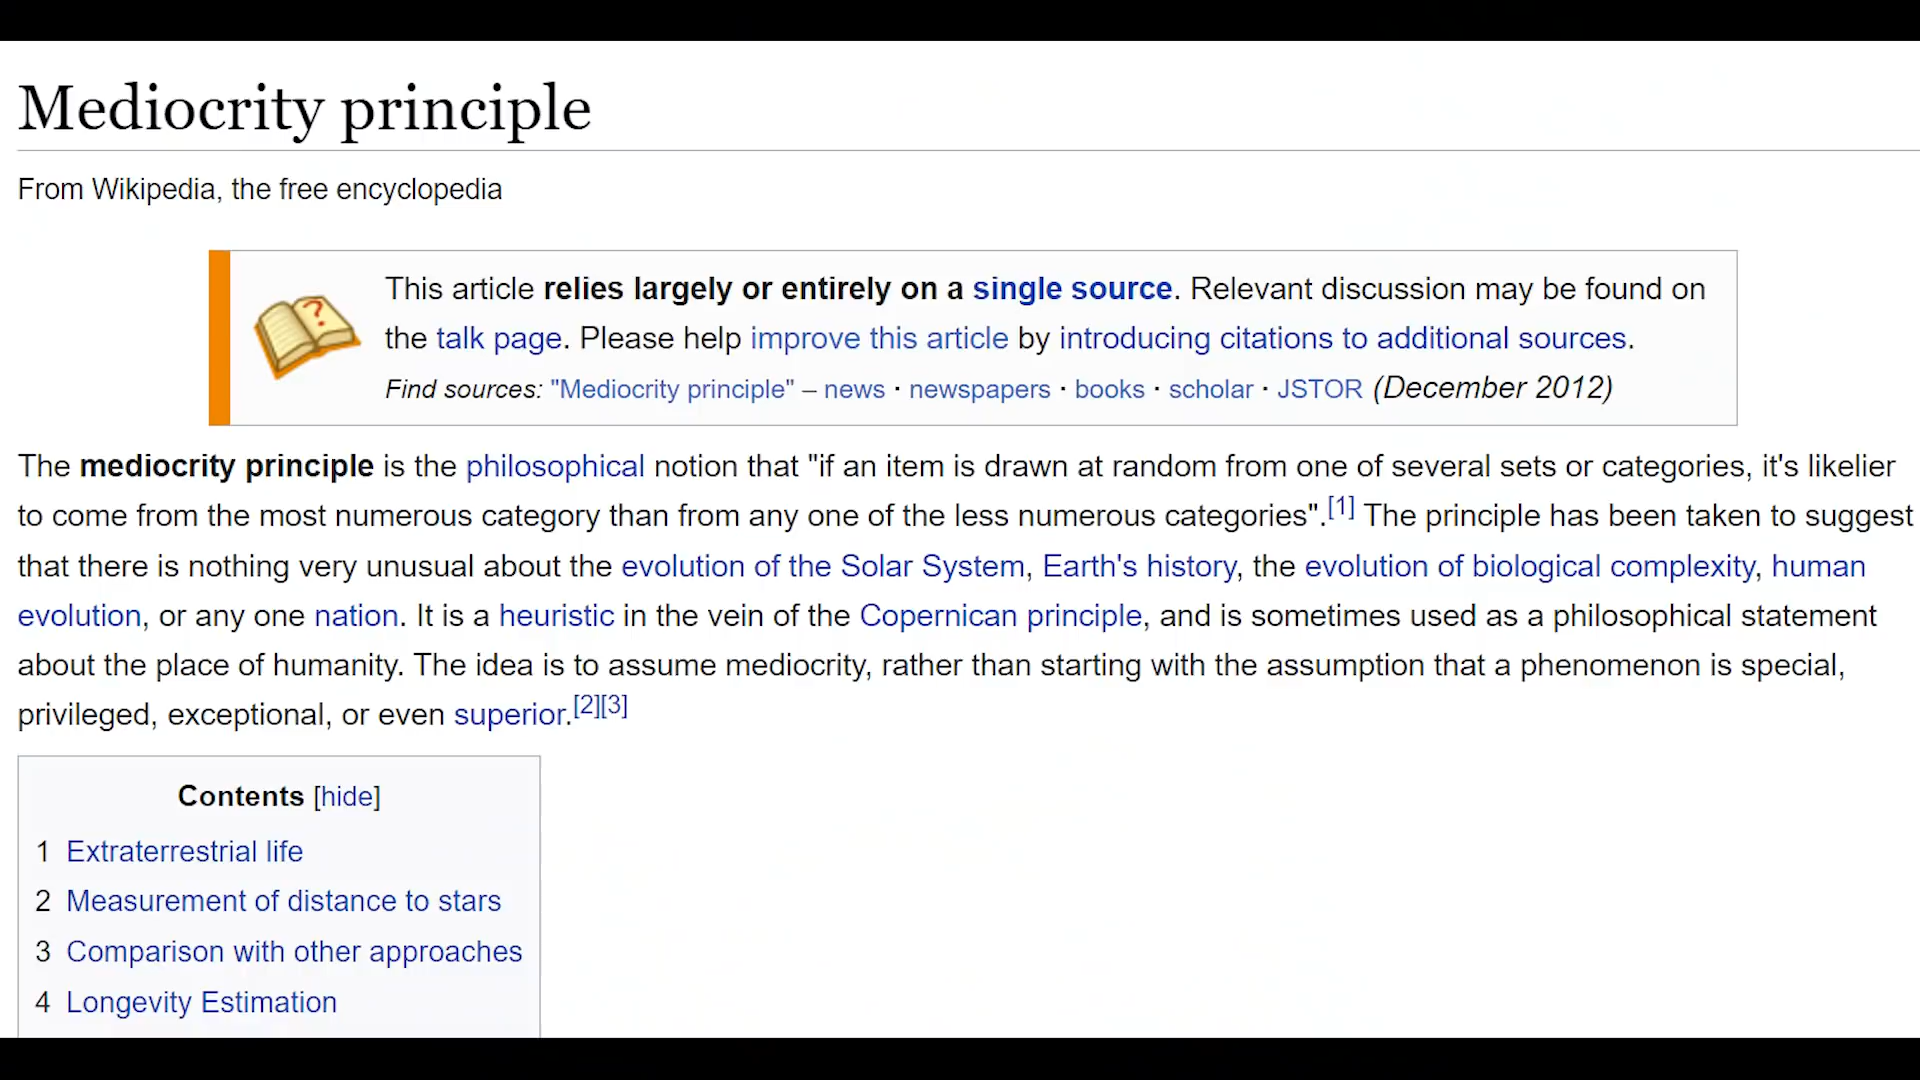 Mediocrity principle
From Wikipedia, the free encyclopedia
This article relies largely or entirely on a single source. Relevant discussion may be found on
the talk page. Please help improve this article by introducing citations to additional sources.
Find sources: "Mediocrity principle" – news · newspapers · books · scholar · JSTOR (December 2012)
The mediocrity principle is the philosophical notion that "if an item is drawn at random from one of several sets or categories, it's likelier
to come from the most numerous category than from any one of the less numerous categories".[1] The principle has been taken to suggest
that there is nothing very unusual about the evolution of the Solar System, Earth's history, the evolution of biological complexity, human
evolution, or any one nation. It is a heuristic in the vein of the Copernican principle, and is sometimes used as a philosophical statement
about the place of humanity. The idea is to assume mediocrity, rather than starting with the assumption that a phenomenon is special,
privileged, exceptional, or even superior.[2][3]
Contents [hide]
1 Extraterrestrial life
2 Measurement of distance to stars
3 Comparison with other approaches
4 Longevity Estimation